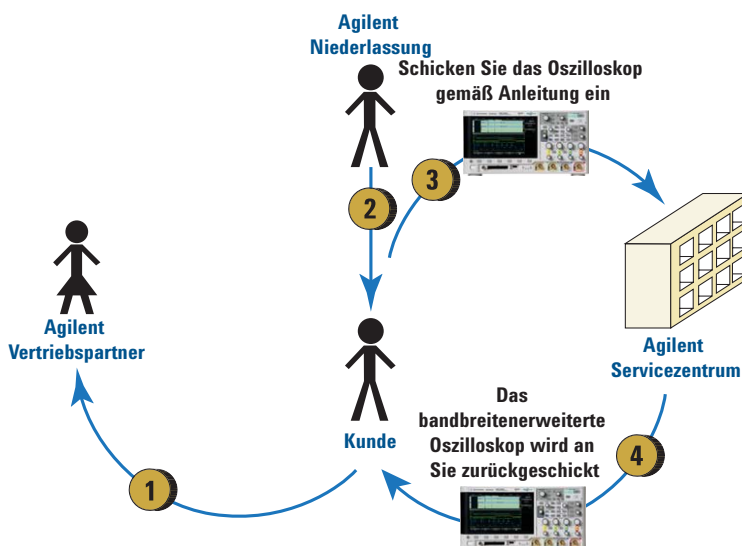 Agilent
Niederlassung
Schicken Sie das Oszilloskop
gemäß Anleitung ein
3
2
Agilent
Vertriebspartner
Agilent
Servicezentrum
Kunde
Das
bandbreitenerweiterte
Oszilloskop wird an
Sie zurückgeschickt
4
1